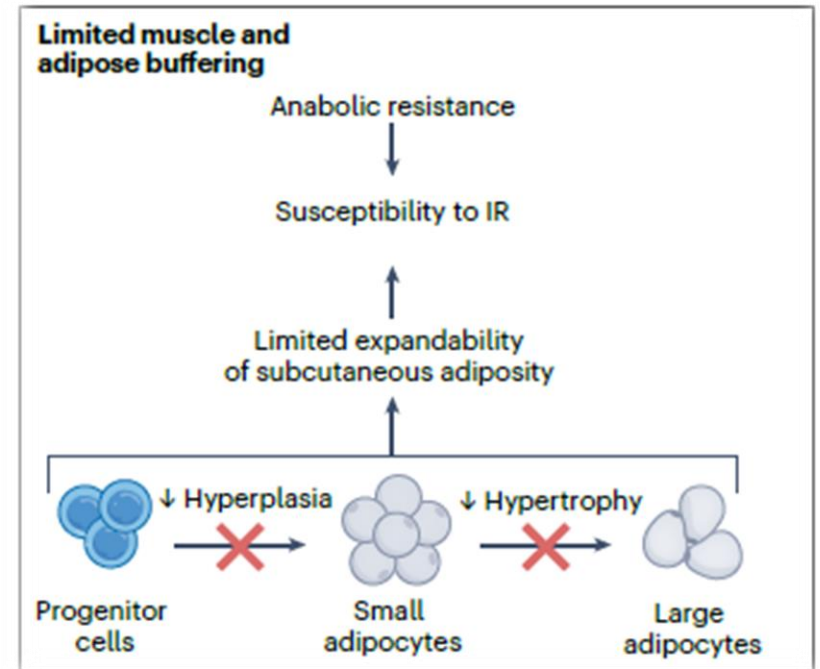 Limited muscle and
adipose buffering
Anabolic resistance
Susceptibility to IR
Limited expandability
of subcutaneous adiposity
↓ Hyperplasia
↓ Hypertrophy
Progenitor
cells
Small
adipocytes
Large
adipocytes